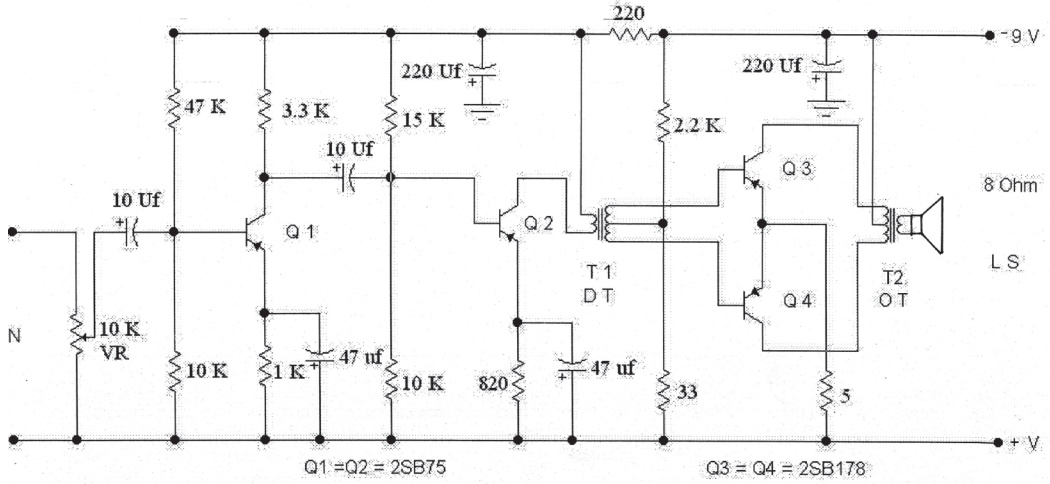 220
⁻9 V
220 Uf
+
220 Uf
+
47 K
3.3 K
15 K
2.2 K
10 Uf
+
Q 3
8 Ohm
10 Uf
+
Q 1
Q 2
T 1
D T
L S
T2
O T
Q 4
N
10 K
VR
10 K
1 K
47 uf
+
10 K
820
47 uf
+
33
5
+ V
Q1 =Q2 = 2SB75
Q3 = Q4 = 2SB178